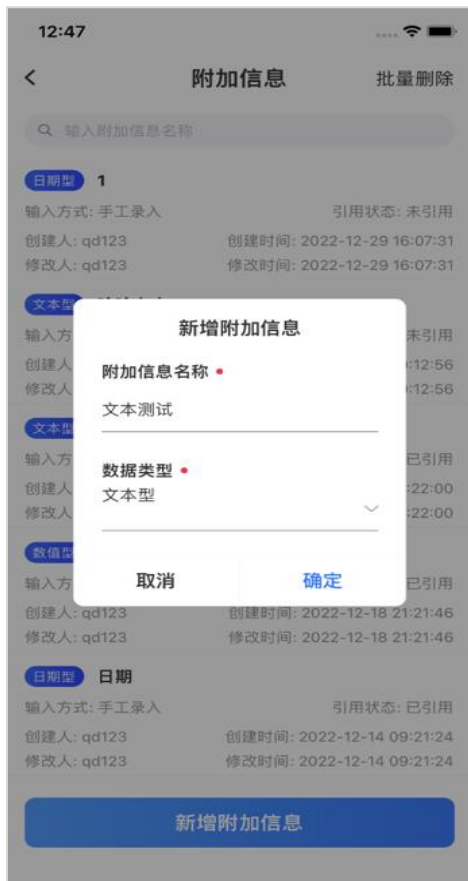 12:47
附加信息
批量删除
输入附加信息名称
日期型 1
输入方式: 手工录入 引用状态: 未引用
创建人: qd123 创建时间: 2022-12-29 16:07:31
修改人: qd123 修改时间: 2022-12-29 16:07:31
文本型
输入方 未引用
创建人 :12:56
修改人 :12:56
新增附加信息
附加信息名称
文本测试
数据类型
文本型
取消 确定
文本型
输入方 已引用
创建人 :22:00
修改人 :22:00
数值型
输入方 已引用
创建人: qd123 创建时间: 2022-12-18 21:21:46
修改人: qd123 修改时间: 2022-12-18 21:21:46
日期型 日期
输入方式: 手工录入 引用状态: 已引用
创建人: qd123 创建时间: 2022-12-14 09:21:24
修改人: qd123 修改时间: 2022-12-14 09:21:24
新增附加信息